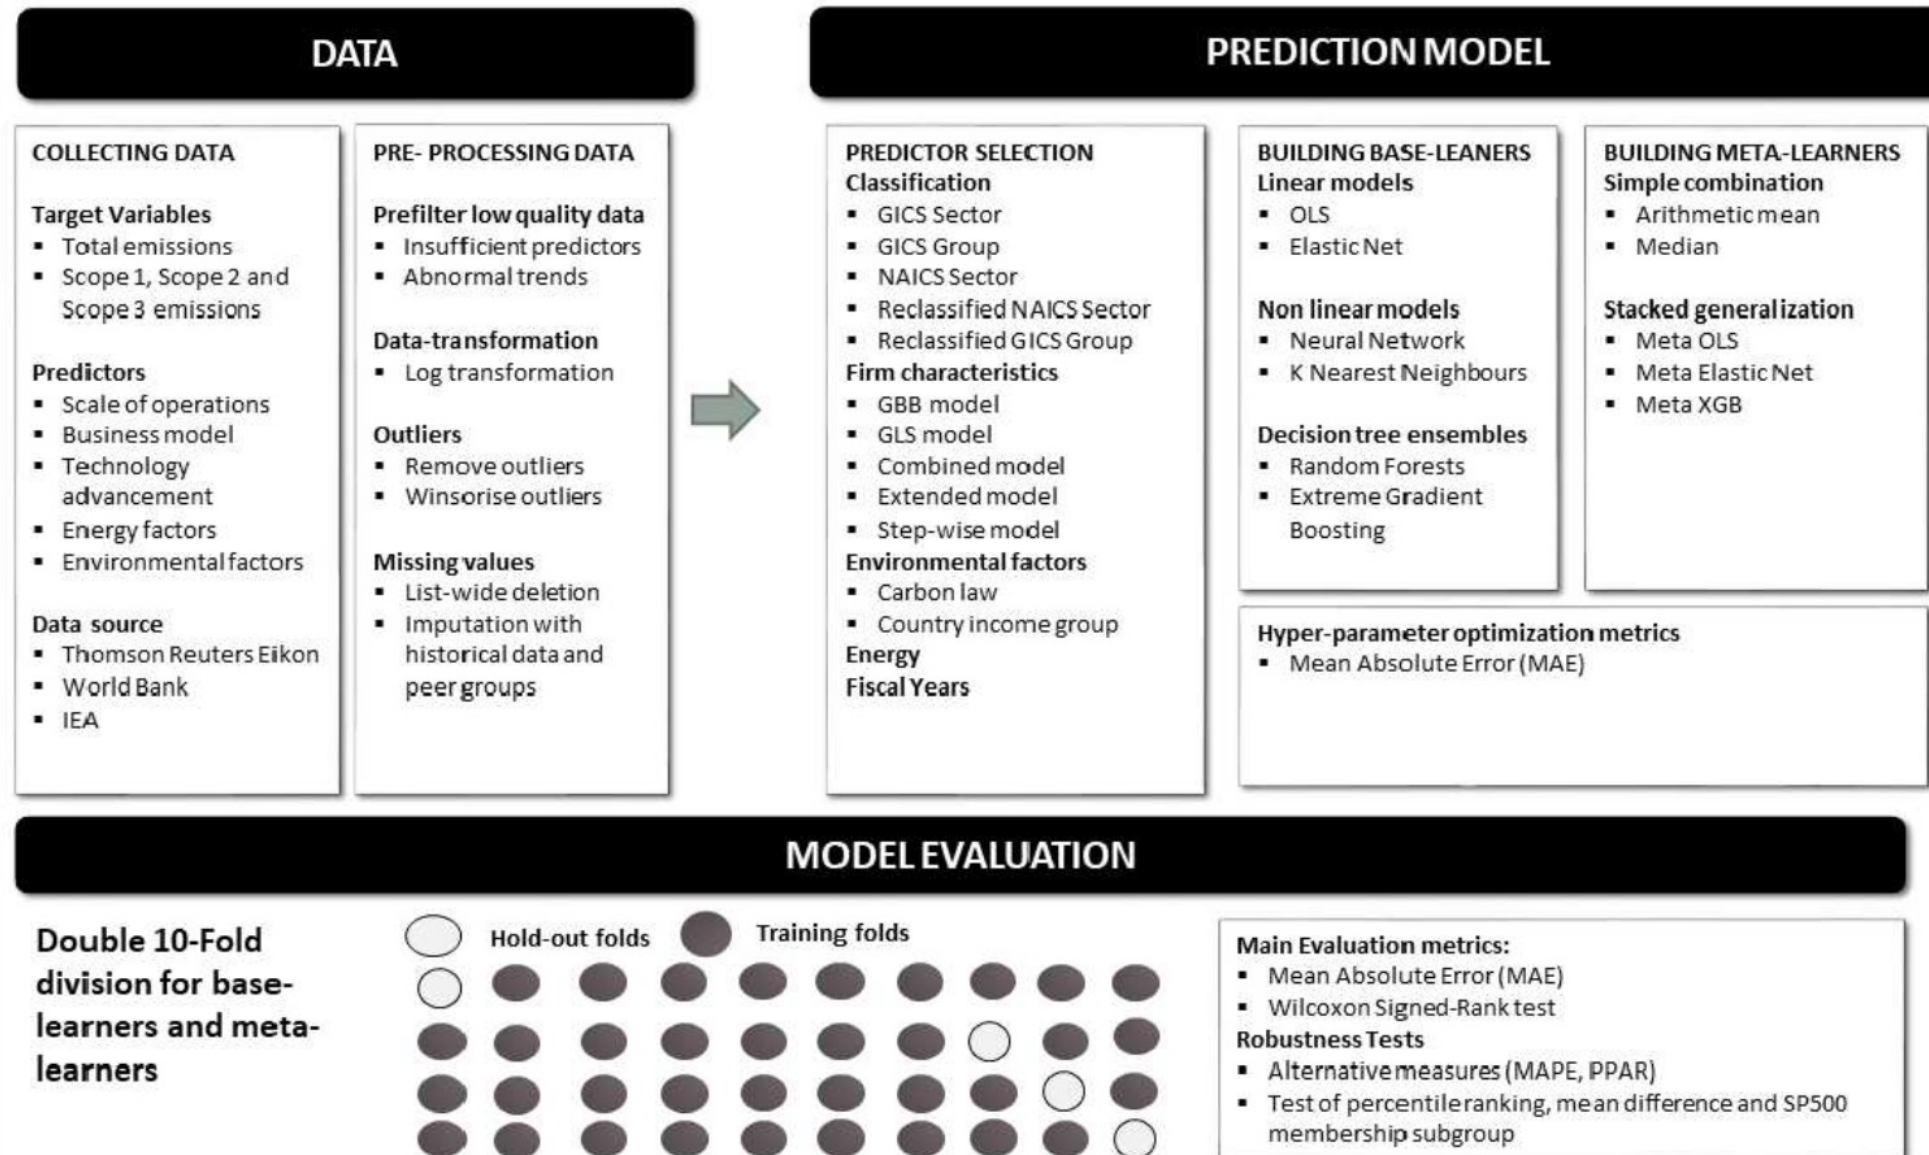 DATA
COLLECTING DATA
Target Variables
▪ Total emissions
▪ Scope 1, Scope 2 and
Scope 3 emissions
Predictors
▪ Scale of operations
▪ Business model
▪ Technology
advancement
▪ Energy factors
▪ Environmental factors
Data source
▪ Thomson Reuters Eikon
▪ World Bank
▪ IEA
PRE- PROCESSING DATA
Prefilter low quality data
▪ Insufficient predictors
▪ Abnormal trends
Data-transformation
▪ Log transformation
Outliers
▪ Remove outliers
▪ Winsorise outliers
Missing values
▪ List-wide deletion
▪ Imputation with
historical data and
peer groups
PREDICTION MODEL
PREDICTOR SELECTION
Classification
▪ GICS Sector
▪ GICS Group
▪ NAICS Sector
▪ Reclassified NAICS Sector
▪ Reclassified GICS Group
Firm characteristics
▪ GBB model
▪ GLS model
▪ Combined model
▪ Extended model
▪ Step-wise model
Environmental factors
▪ Carbon law
▪ Country income group
Energy
Fiscal Years
BUILDING BASE-LEANERS
Linear models
▪ OLS
▪ Elastic Net
Non linear models
▪ Neural Network
▪ K Nearest Neighbours
Decision tree ensembles
▪ Random Forests
▪ Extreme Gradient
Boosting
BUILDING META-LEARNERS
Simple combination
▪ Arithmetic mean
▪ Median
Stacked generalization
▪ Meta OLS
▪ Meta Elastic Net
▪ Meta XGB
Hyper-parameter optimization metrics
▪ Mean Absolute Error (MAE)
MODEL EVALUATION
Double 10-Fold
division for base-
learners and meta-
learners
Hold-out folds
Training folds
Main Evaluation metrics:
▪ Mean Absolute Error (MAE)
▪ Wilcoxon Signed-Rank test
Robustness Tests
▪ Alternative measures (MAPE, PPAR)
▪ Test of percentile ranking, mean difference and SP500
membership subgroup